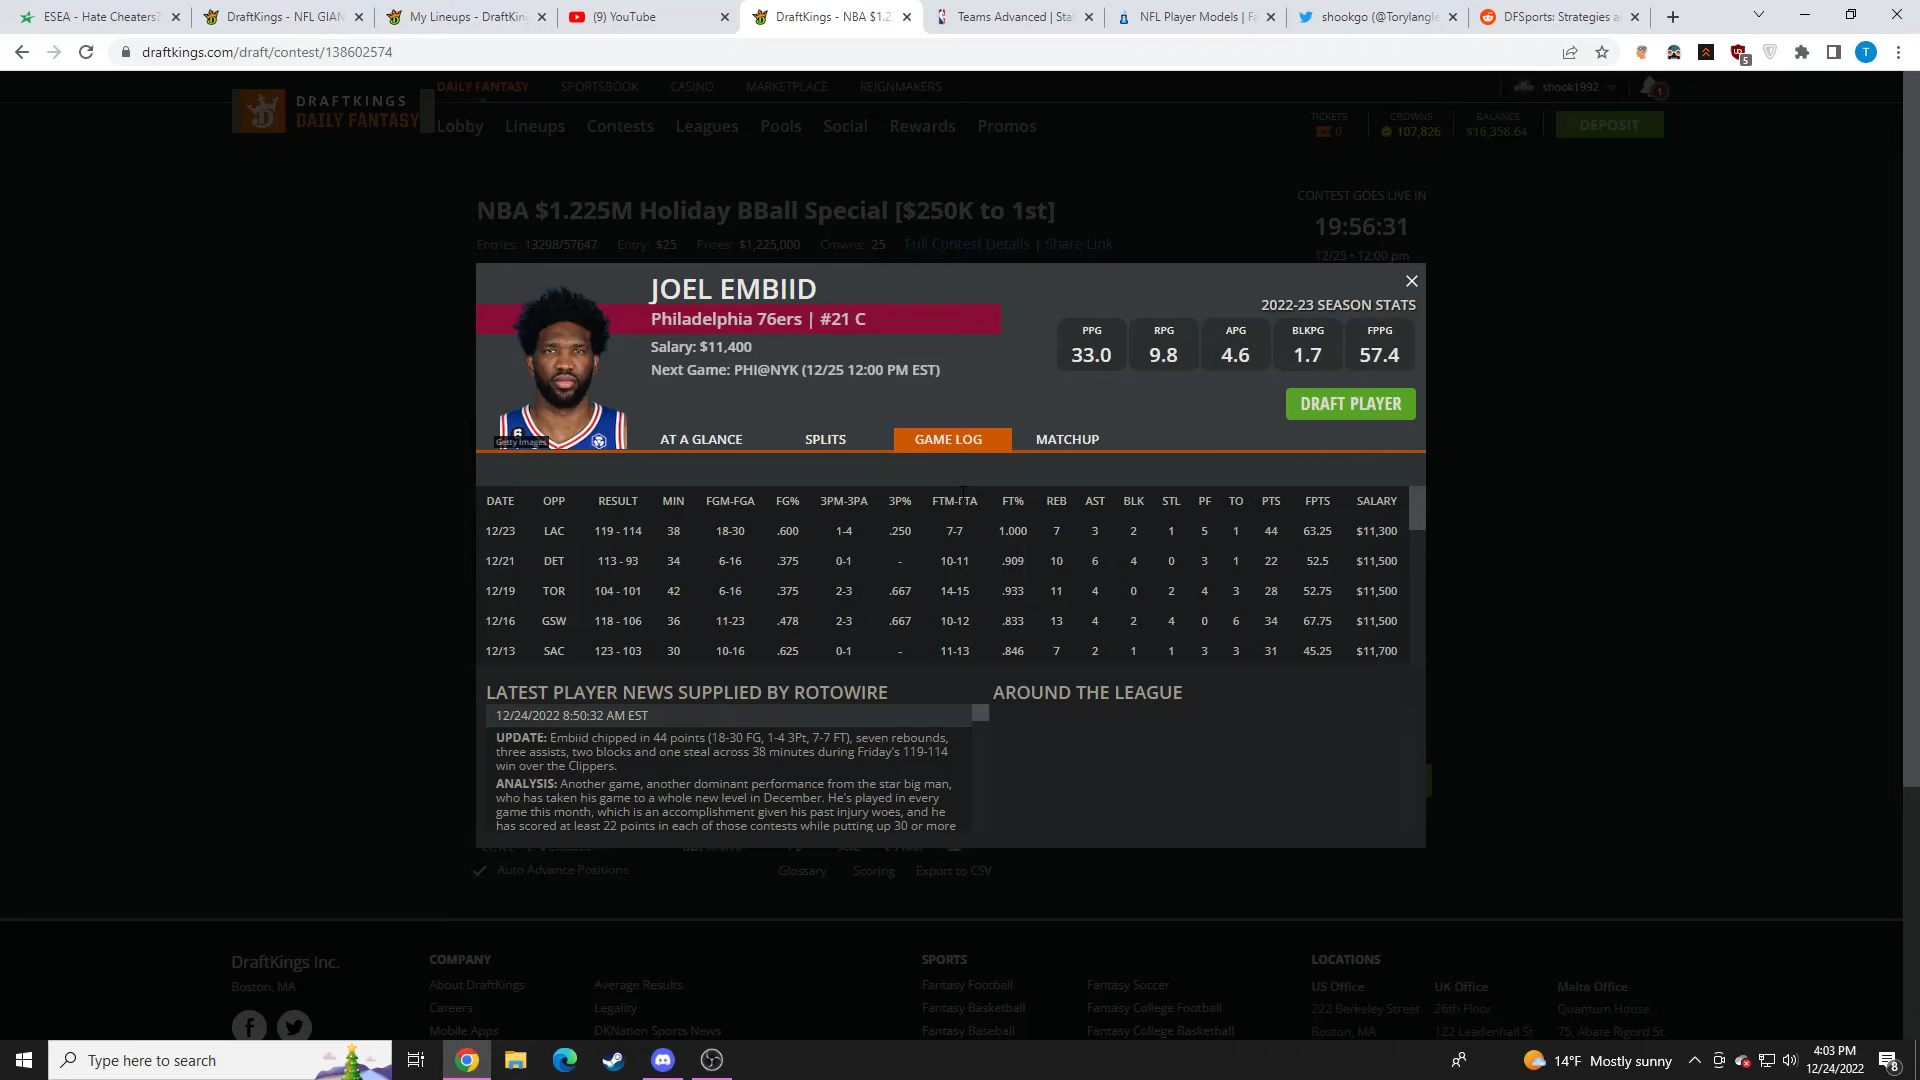 ESEA - Hate Cheaters?
DraftKings - NFL GIAN
My Lineups - DraftKin
(9) YouTube
DraftKings - NBA $1.2
Teams Advanced | Sta
NFL Player Models | F
shookgo (@Torylangle
DFSports: Strategies a
draftkings.com/draft/contest/138602574
5
T
DAILY FANTASY SPORTSBOOK CASINO MARKETPLACE REIGNMAKERS
shook1992
1
DRAFTKINGS
DAILY FANTASY
Lobby Lineups Contests Leagues Pools Social Rewards Promos
TICKETS
0
CROWNS
107,826
BALANCE
$16,358.64
DEPOSIT
NBA $1.225M Holiday BBall Special [$250K to 1st]
CONTEST GOES LIVE IN
19:56:31
12/25 • 12:00 pm
Entries: 13298/57647 Entry: $25 Prizes: $1,225,000 Crowns: 25 Full Contest Details | Share Link
JOEL EMBIID
Philadelphia 76ers | #21 C
Salary: $11,400
Next Game: PHI@NYK (12/25 12:00 PM EST)
Getty Images
2022-23 SEASON STATS
PPG RPG APG BLKPG FPPG
33.0 9.8 4.6 1.7 57.4
DRAFT PLAYER
AT A GLANCE SPLITS GAME LOG MATCHUP
DATE OPP RESULT MIN FGM-FGA FG% 3PM-3PA 3P% FTM-FTA FT% REB AST BLK STL PF TO PTS FPTS SALARY
12/23 LAC 119 - 114 38 18-30 .600 1-4 .250 7-7 1.000 7 3 2 1 5 1 44 63.25 $11,300
12/21 DET 113 - 93 34 6-16 .375 0-1 - 10-11 .909 10 6 4 0 3 1 22 52.5 $11,500
12/19 TOR 104 - 101 42 6-16 .375 2-3 .667 14-15 .933 11 4 0 2 4 3 28 52.75 $11,500
12/16 GSW 118 - 106 36 11-23 .478 2-3 .667 10-12 .833 13 4 2 4 0 6 34 67.75 $11,500
12/13 SAC 123 - 103 30 10-16 .625 0-1 - 11-13 .846 7 2 1 1 3 3 31 45.25 $11,700
LATEST PLAYER NEWS SUPPLIED BY ROTOWIRE
12/24/2022 8:50:32 AM EST
UPDATE: Embiid chipped in 44 points (18-30 FG, 1-4 3Pt, 7-7 FT), seven rebounds,
three assists, two blocks and one steal across 38 minutes during Friday's 119-114
win over the Clippers.
ANALYSIS: Another game, another dominant performance from the star big man,
who has taken his game to a whole new level in December. He's played in every
game this month, which is an accomplishment given his past injury woes, and he
has scored at least 22 points in each of those contests while putting up 30 or more
AROUND THE LEAGUE
Auto Advance Positions
Glossary Scoring Export to CSV
DraftKings Inc.
Boston, MA
COMPANY
About DraftKings
Careers
Mobile Apps
Average Results
Legality
DKNation Sports News
SPORTS
Fantasy Football
Fantasy Basketball
Fantasy Baseball
Fantasy Soccer
Fantasy College Football
Fantasy College Basketball
LOCATIONS
US Office
222 Berkeley Street
Boston, MA
UK Office
26th Floor
122 Leadenhall St
Malta Office
Quantum House
75, Abate Rigord St.
Type here to search
14°F Mostly sunny
4:03 PM
12/24/2022
8